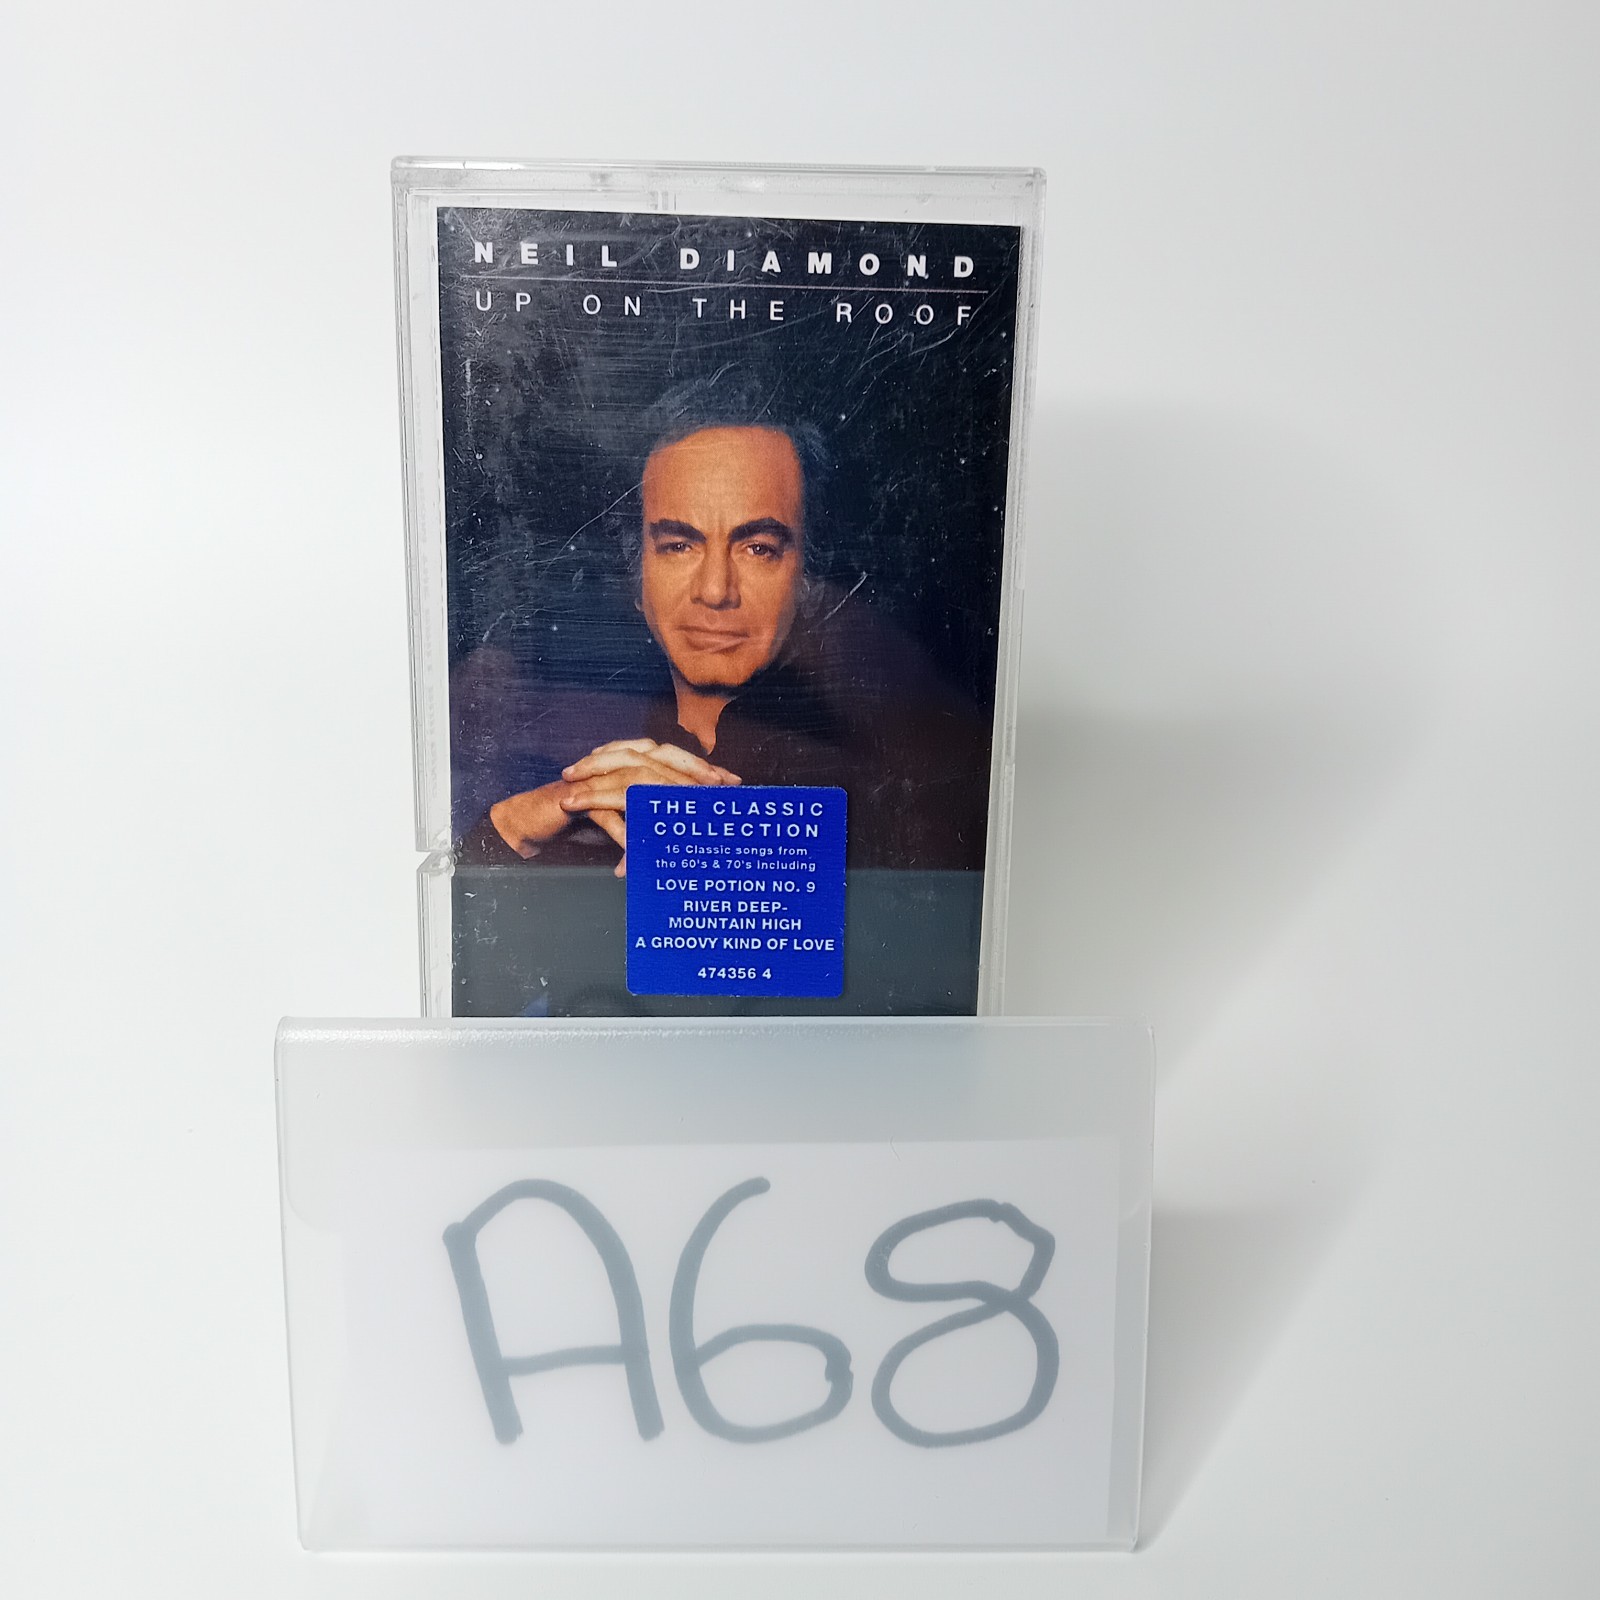 NEIL DIAMOND
UP ON THE ROOF
THE CLASSIC
COLLECTION
16 Classic songs from
the 60's & 70's including
LOVE POTION NO. 9
RIVER DEEP-
MOUNTAIN HIGH
A GROOVY KIND OF LOVE
474356 4
A68